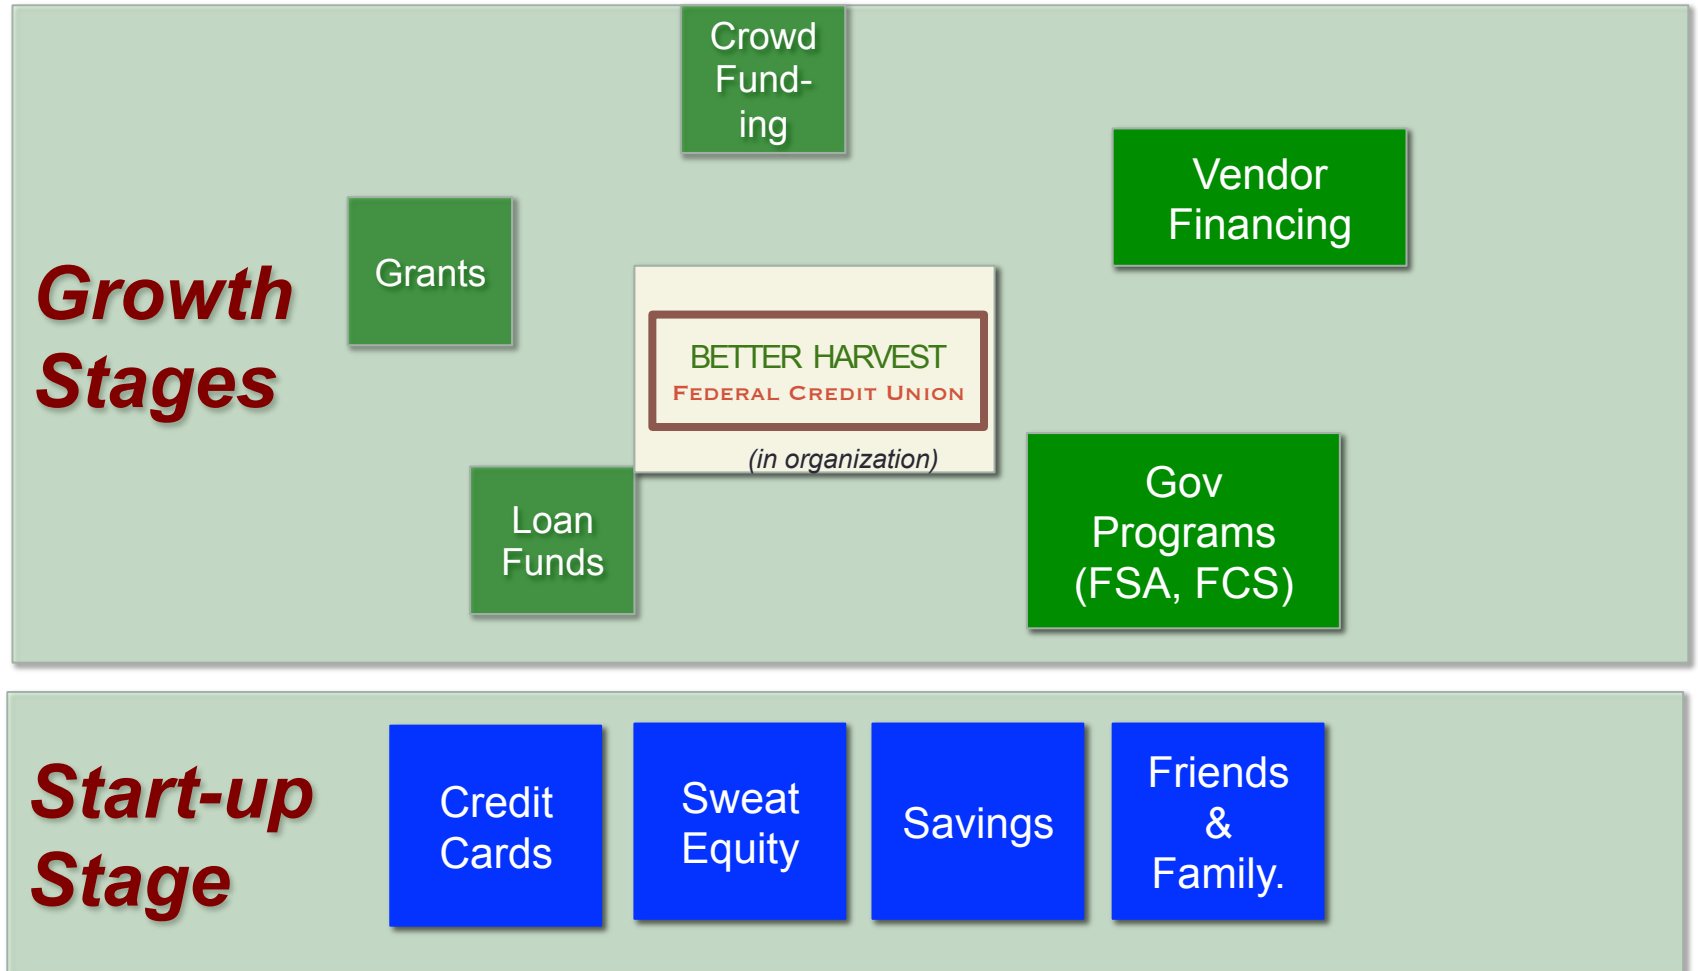 Crowd
Fund-
ing
Vendor
Financing
Grants
Growth
Stages
BETTER HARVEST
FEDERAL CREDIT UNION
(in organization)
Loan
Funds
Gov
Programs
(FSA, FCS)
Start-up
Stage
Credit
Cards
Sweat
Equity
Savings
Friends
&
Family.